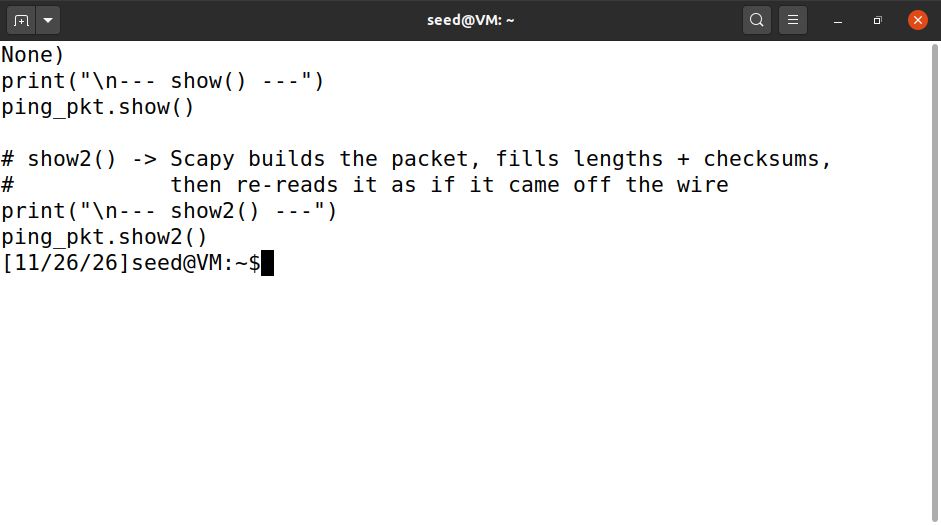 seed@VM: ~
None)
print("\n--- show() ---")
ping_pkt.show()

# show2() -> Scapy builds the packet, fills lengths + checksums,
#            then re-reads it as if it came off the wire
print("\n--- show2() ---")
ping_pkt.show2()
[11/26/26]seed@VM:~$